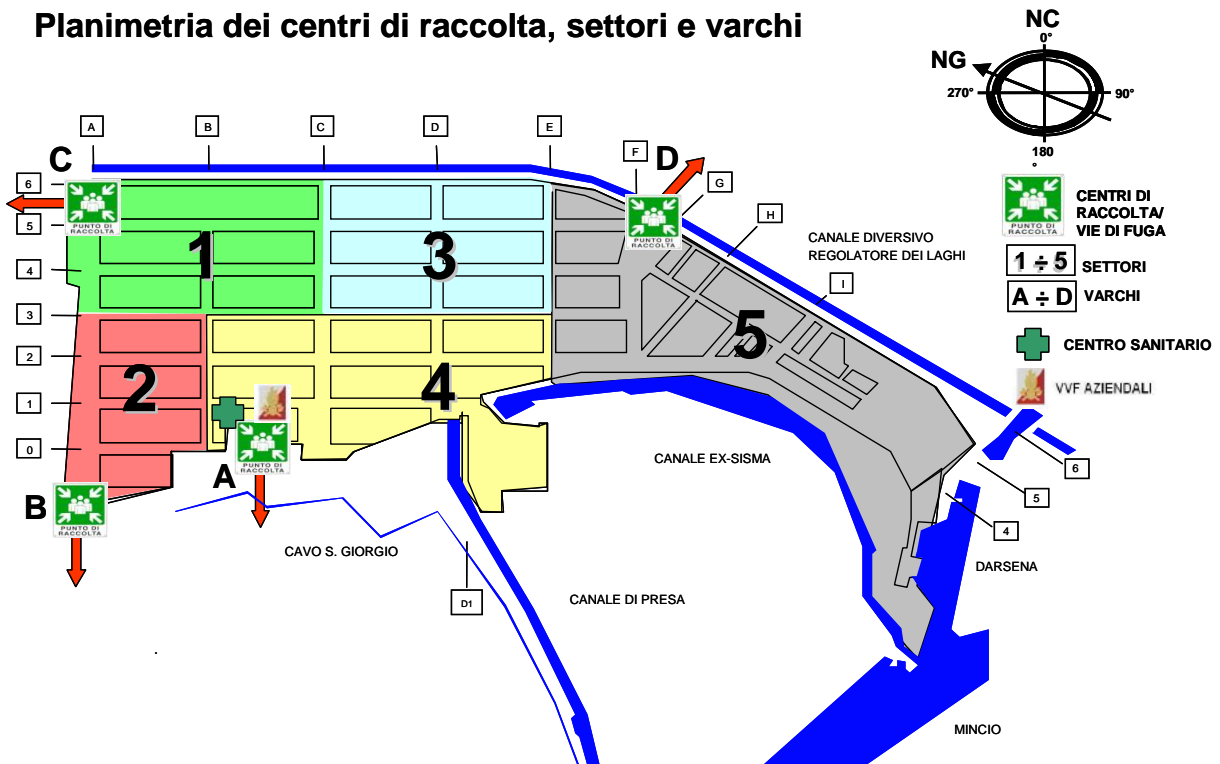 Planimetria dei centri di raccolta, settori e varchi
NC
0°
NG
270°
90°
180
°
A
B
C
D
E
F
G
H
I
C
D
6
5
4
3
2
1
0
PUNTO DI
RACCOLTA
PUNTO DI
RACCOLTA
1
3
2
4
5
CANALE DIVERSIVO
REGOLATORE DEI LAGHI
PUNTO DI
RACCOLTA
CENTRI DI
RACCOLTA/
VIE DI FUGA
1 ÷ 5
SETTORI
A ÷ D
VARCHI
CENTRO SANITARIO
VVF AZIENDALI
PUNTO DI
RACCOLTA
A
B
PUNTO DI
RACCOLTA
CANALE EX-SISMA
6
5
4
CAVO S. GIORGIO
DARSENA
D1
CANALE DI PRESA
MINCIO